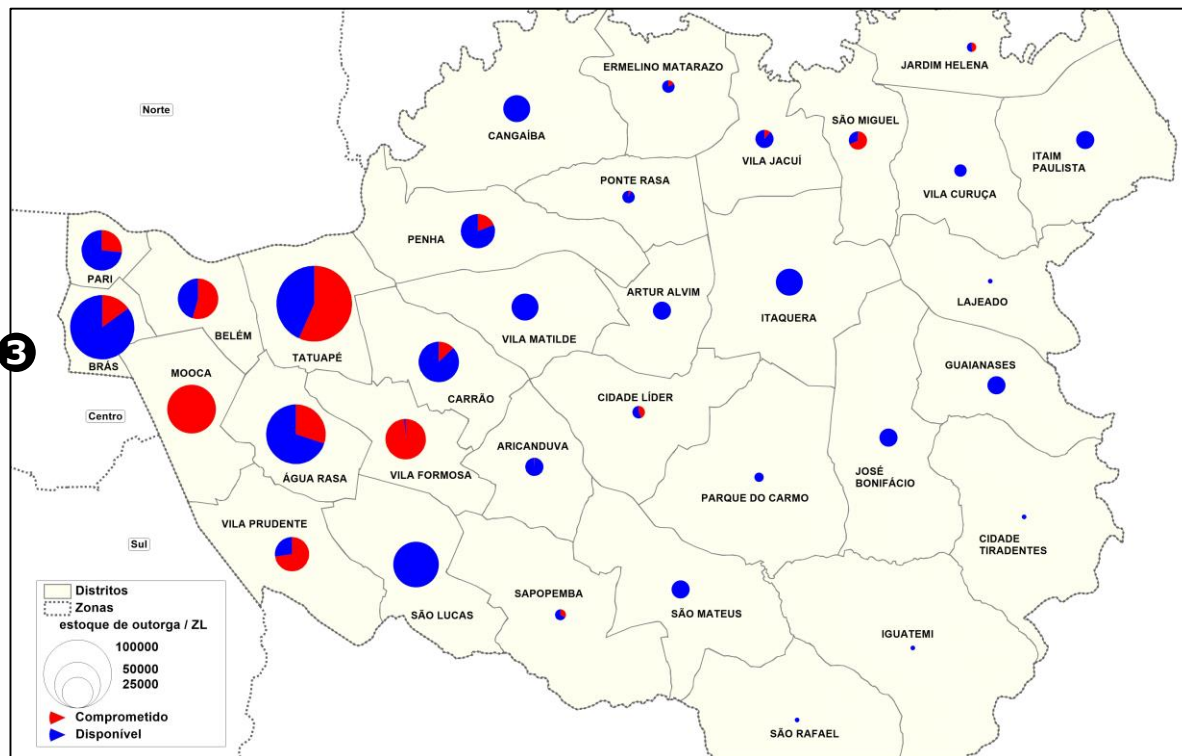 ERMELINO MATARAZO
JARDIM HELENA
Norte
CANGAÍBA
SÃO MIGUEL
VILA JACUÍ
ITAIM
PAULISTA
PONTE RASA
VILA CURUÇA
PENHA
PARI
ARTUR ALVIM
LAJEADO
ITAQUERA
BELÉM
VILA MATILDE
3
TATUAPÉ
BRÁS
MOOCA
GUAIANASES
CARRÃO
CIDADE LÍDER
Centro
ARICANDUVA
ÁGUA RASA
VILA FORMOSA
JOSÉ
BONIFÁCIO
PARQUE DO CARMO
VILA PRUDENTE
CIDADE
TIRADENTES
Sul
SAPOPEMBA
SÃO LUCAS
SÃO MATEUS
IGUATEMI
SÃO RAFAEL
Distritos
Zonas
estoque de outorga / ZL
100000
50000
25000
Comprometido
Disponível